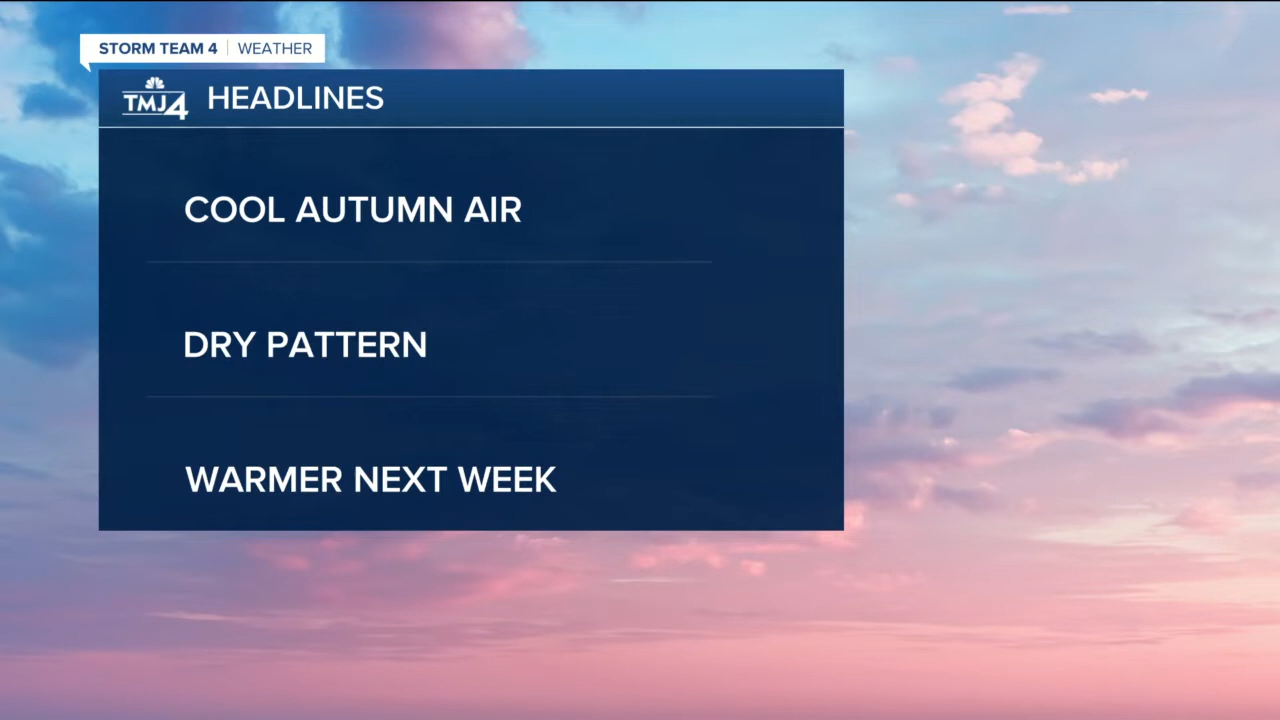 STORM TEAM 4 | WEATHER
TMJ4 HEADLINES
COOL AUTUMN AIR
DRY PATTERN
WARMER NEXT WEEK